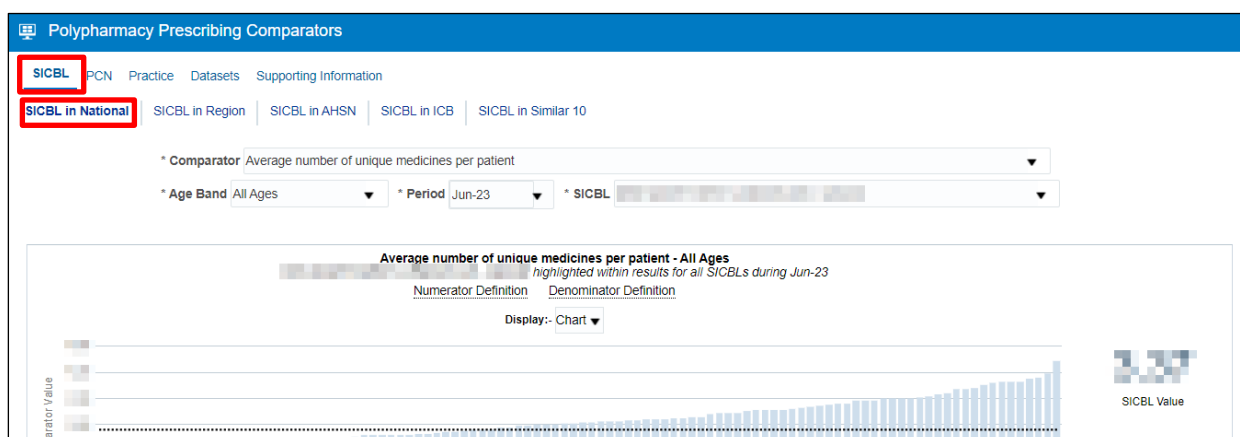 Polypharmacy Prescribing Comparators
SICBL PCN Practice Datasets Supporting Information
SICBL in National SICBL in Region SICBL in AHSN SICBL in ICB SICBL in Similar 10
* Comparator Average number of unique medicines per patient
* Age Band All Ages * Period Jun-23 * SICBL
Average number of unique medicines per patient - All Ages
highlighted within results for all SICBLs during Jun-23
Numerator Definition Denominator Definition
Display:- Chart
SICBL Value
Value